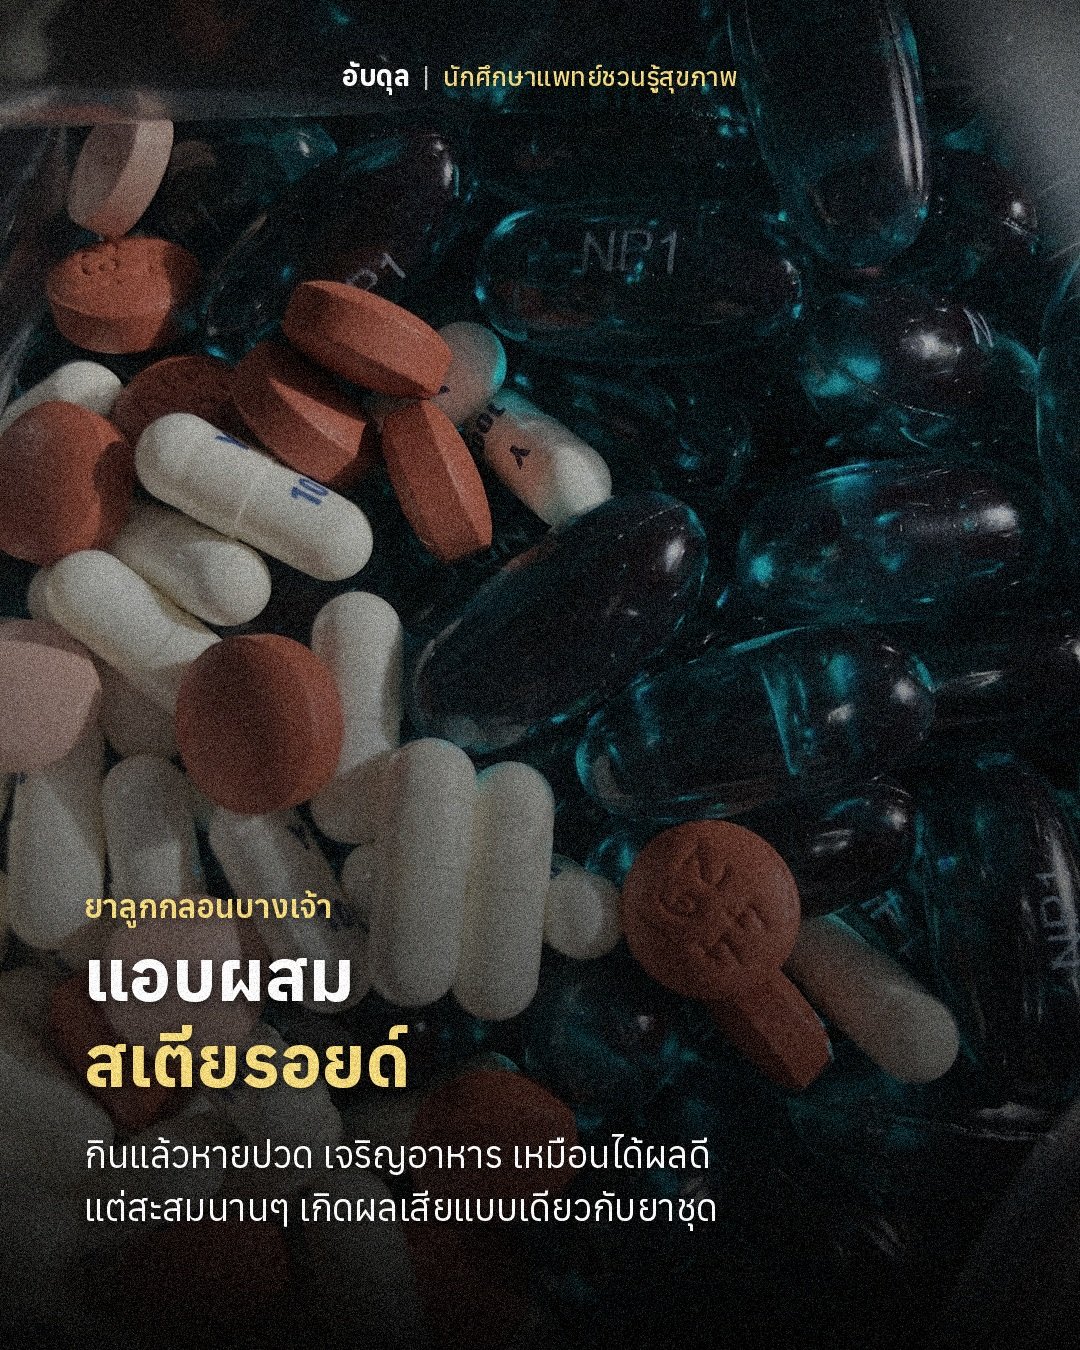 อับดุล | นักศึกษาแพทย์ชวนรู้สุขภาพ
NP1
P1
N
Y
10
Y
NP1
ยาลูกกลอนบางเจ้า
แอบผสม
สเตียรอยด์
กินแล้วหายปวด เจริญอาหาร เหมือนได้ผลดี
แต่สะสมนานๆ เกิดผลเสียแบบเดียวกับยาชุด